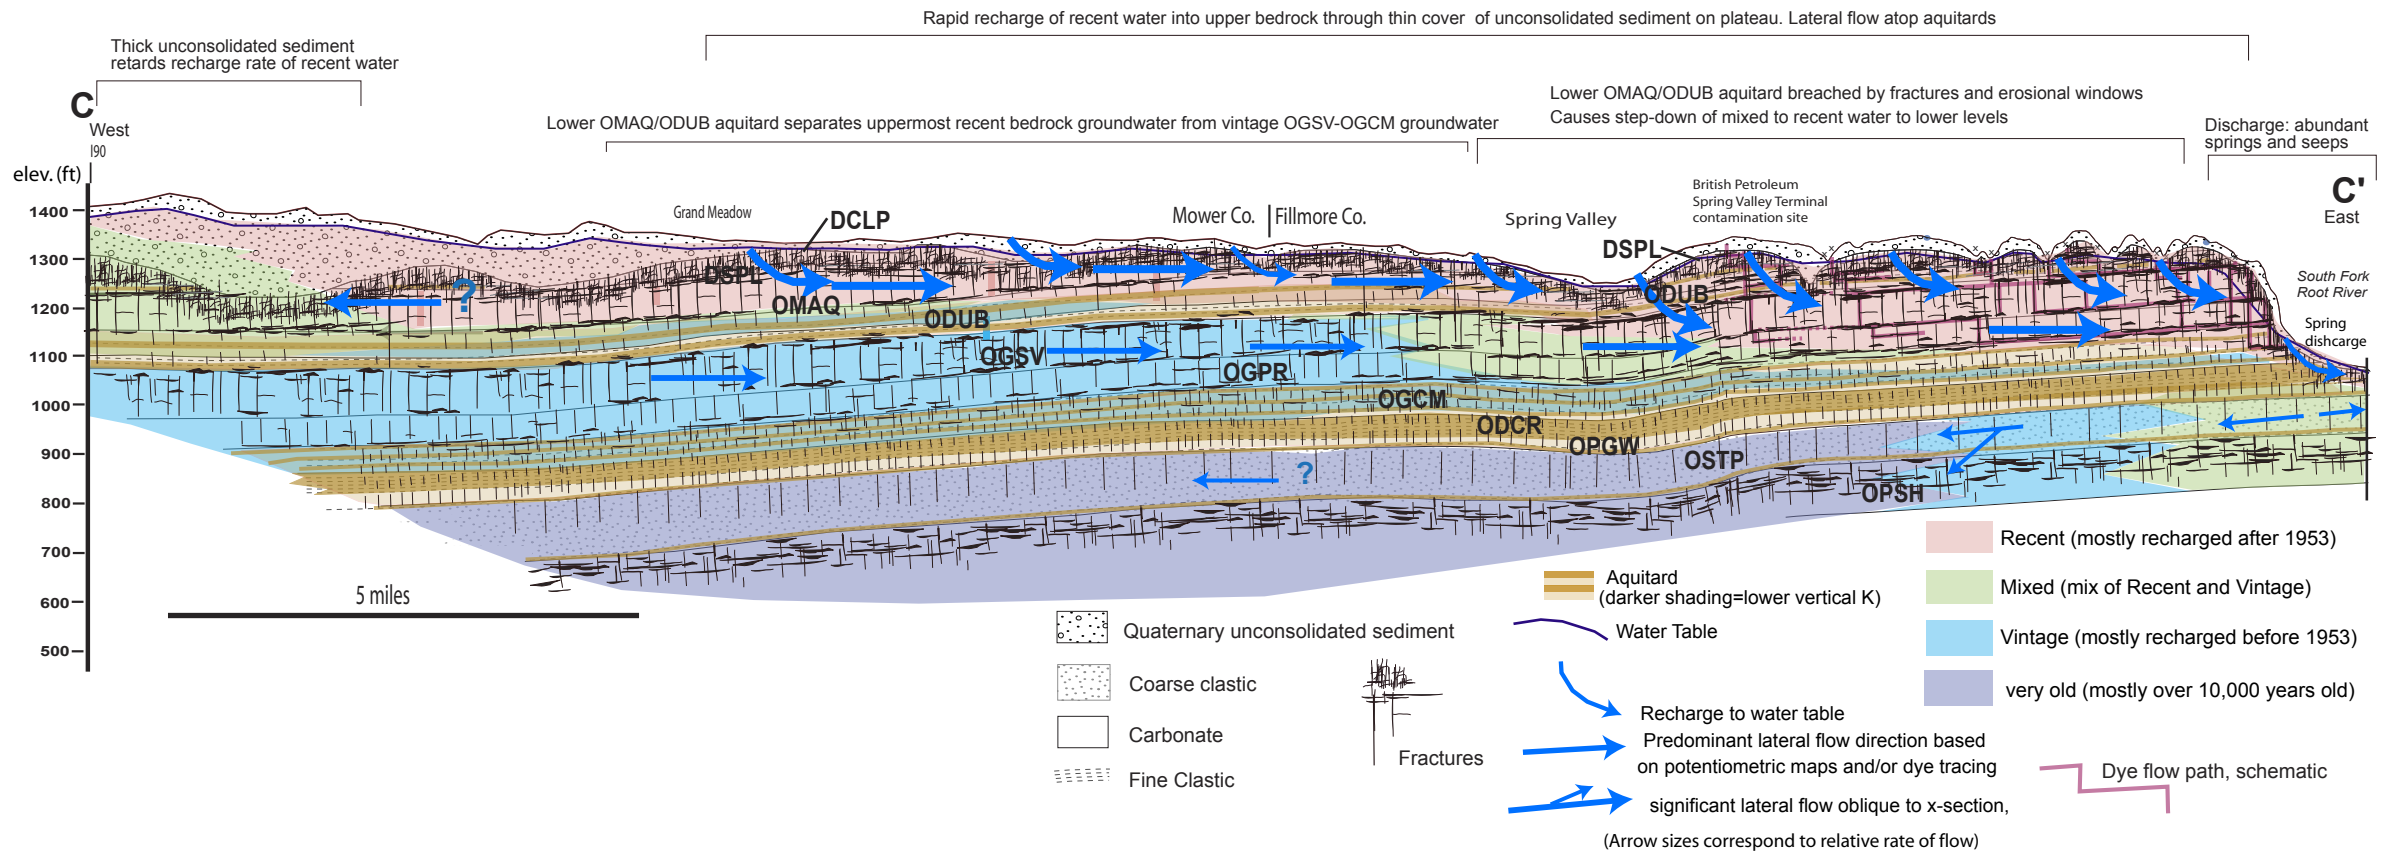 Rapid recharge of recent water into upper bedrock through thin cover of unconsolidated sediment on plateau. Lateral flow atop aquitards
Thick unconsolidated sediment
retards recharge rate of recent water
Lower OMAQ/ODUB aquitard breached by fractures and erosional windows
Causes step-down of mixed to recent water to lower levels
Lower OMAQ/ODUB aquitard separates uppermost recent bedrock groundwater from vintage OGSV-OGCM groundwater
Discharge: abundant
springs and seeps
C
West
I90
elev. (ft)
C'
East
British Petroleum
Spring Valley Terminal
contamination site
Grand Meadow
DCLP
Mower Co.
Fillmore Co.
Spring Valley
DSPL
South Fork
Root River
Spring
dishcarge
1400
1300
1200
1100
1000
900
800
700
600
500
DSPL
OMAQ
ODUB
ODUB
OGSV
OGPR
OGCM
ODCR
OPGW
OSTP
OPSH
?
?
5 miles
Quaternary unconsolidated sediment
Coarse clastic
Carbonate
Fine Clastic
Fractures
Aquitard
(darker shading=lower vertical K)
Water Table
Recharge to water table
Predominant lateral flow direction based
on potentiometric maps and/or dye tracing
significant lateral flow oblique to x-section,
(Arrow sizes correspond to relative rate of flow)
Recent (mostly recharged after 1953)
Mixed (mix of Recent and Vintage)
Vintage (mostly recharged before 1953)
very old (mostly over 10,000 years old)
Dye flow path, schematic